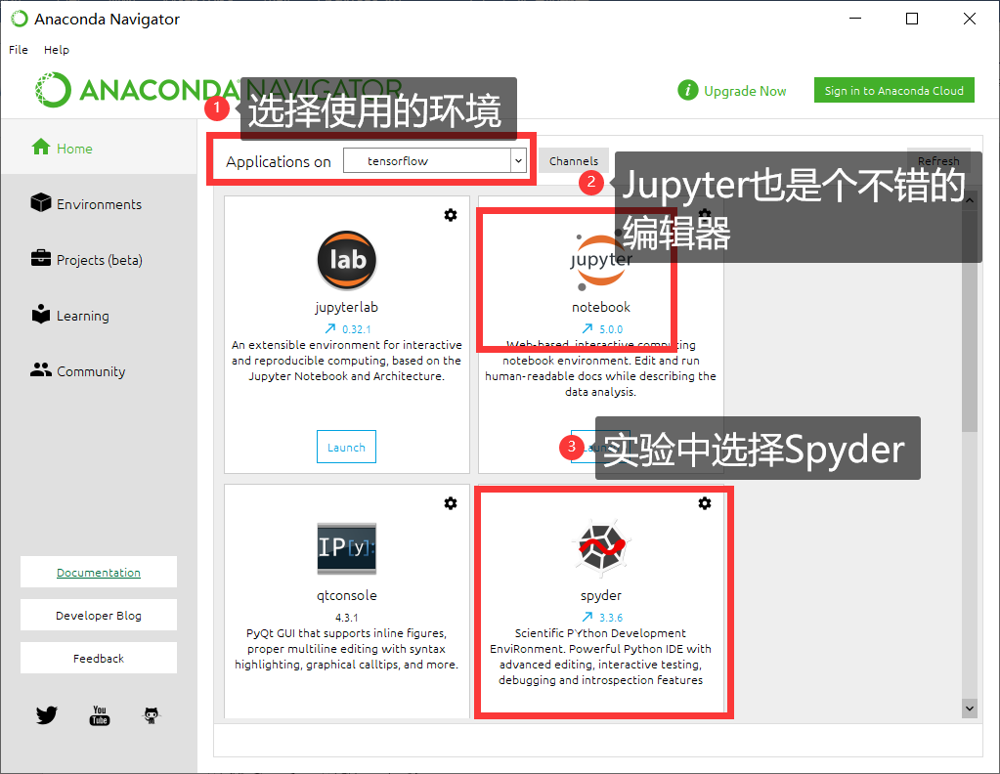 Anaconda Navigator
File Help
ANACONDA NAVIGATOR
Upgrade Now
Sign in to Anaconda Cloud
1 选择使用的环境
Home
Applications on
tensorflow
Channels
Refresh
2 Jupyter也是个不错的
编辑器
Environments
Projects (beta)
Learning
Community
lab
jupyterlab
0.32.1
An extensible environment for interactive
and reproducible computing, based on the
Jupyter Notebook and Architecture.
Launch
jupyter
notebook
5.0.0
Web-based, interactive computing
notebook environment. Edit and run
human-readable docs while describing the
data analysis.
3 实验中选择Spyder
IP[y]:
qtconsole
4.3.1
PyQt GUI that supports inline figures,
proper multiline editing with syntax
highlighting, graphical calltips, and more.
spyder
3.3.6
Scientific PYthon Development
EnviRonment. Powerful Python IDE with
advanced editing, interactive testing,
debugging and introspection features
Documentation
Developer Blog
Feedback
You
Tube